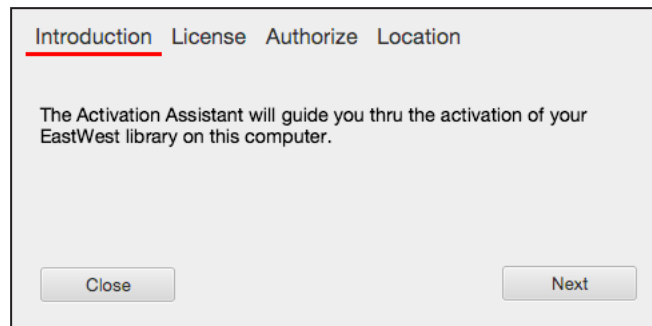 Introduction License Authorize Location
The Activation Assistant will guide you thru the activation of your
EastWest library on this computer.
Close Next